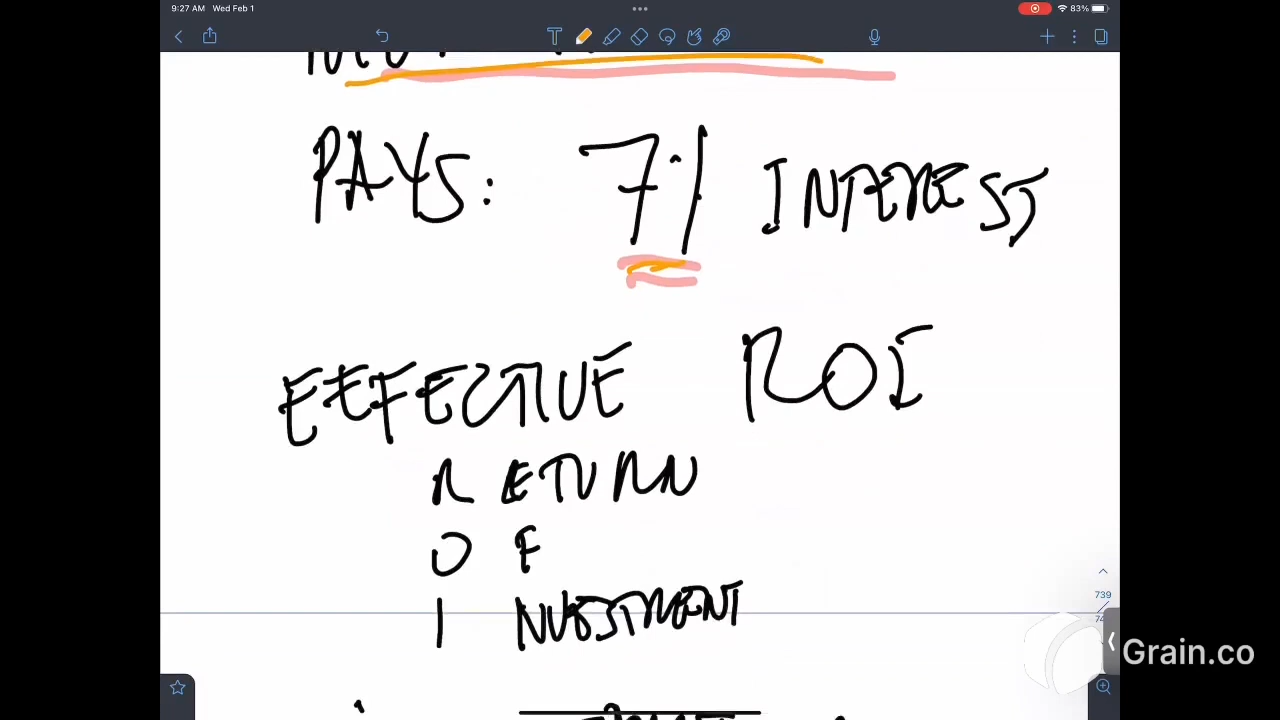 9:27 AM Wed Feb 1
83%
PAYS: 7% INTEREST
EFFECTIVE ROI
RETURN
OF
INVESTMENT
739
Grain.co